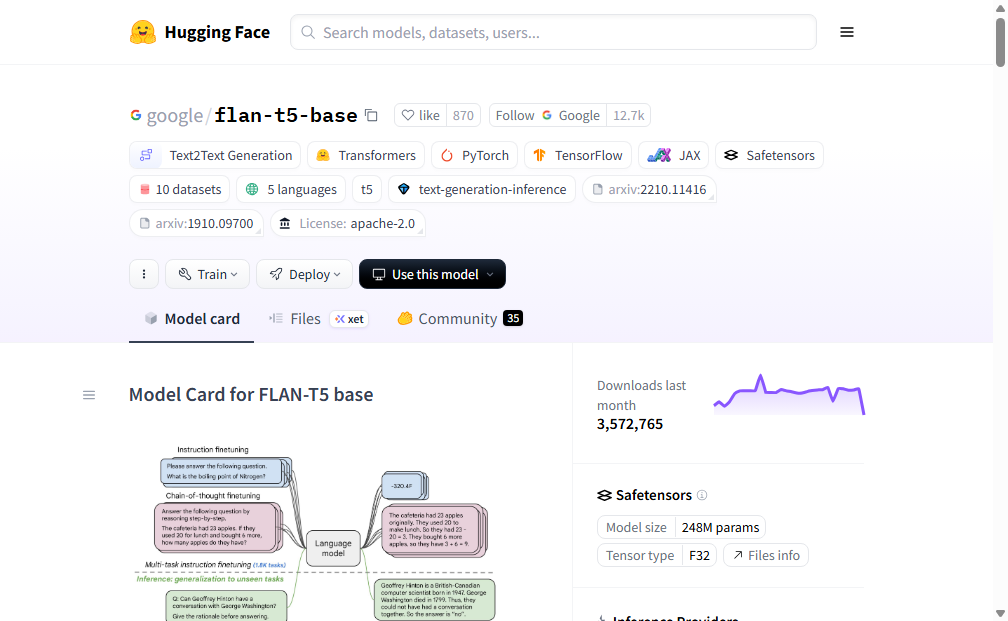 Hugging Face
Search models, datasets, users...
google/flan-t5-base
like 870
Follow Google 12.7k
Text2Text Generation
Transformers
PyTorch
TensorFlow
JAX
Safetensors
10 datasets
5 languages
t5
text-generation-inference
arxiv:2210.11416
arxiv:1910.09700
License: apache-2.0
Train
Deploy
Use this model
Model card
Files
xet
Community 35
Model Card for FLAN-T5 base
Instruction finetuning
Please answer the following question.
What is the boiling point of Nitrogen?
-320.4F
Chain-of-thought finetuning
Answer the following question by
reasoning step-by-step.
The cafeteria had 23 apples. If they
used 20 for lunch and bought 6 more,
how many apples do they have?
Language
model
The cafeteria had 23 apples
originally. They used 20 to
make lunch. So they had 23 -
20 = 3. They bought 6 more
apples, so they have 3 + 6 = 9.
Multi-task instruction finetuning (1.8K tasks)
Inference: generalization to unseen tasks
Q: Can Geoffrey Hinton have a
conversation with George Washington?
Give the rationale before answering.
Geoffrey Hinton is a British-Canadian
computer scientist born in 1947. George
Washington died in 1799. Thus, they
could not have had a conversation
together. So the answer is "no".
Downloads last
month
3,572,765
Safetensors
Model size 248M params
Tensor type F32
Files info
Inference Providers